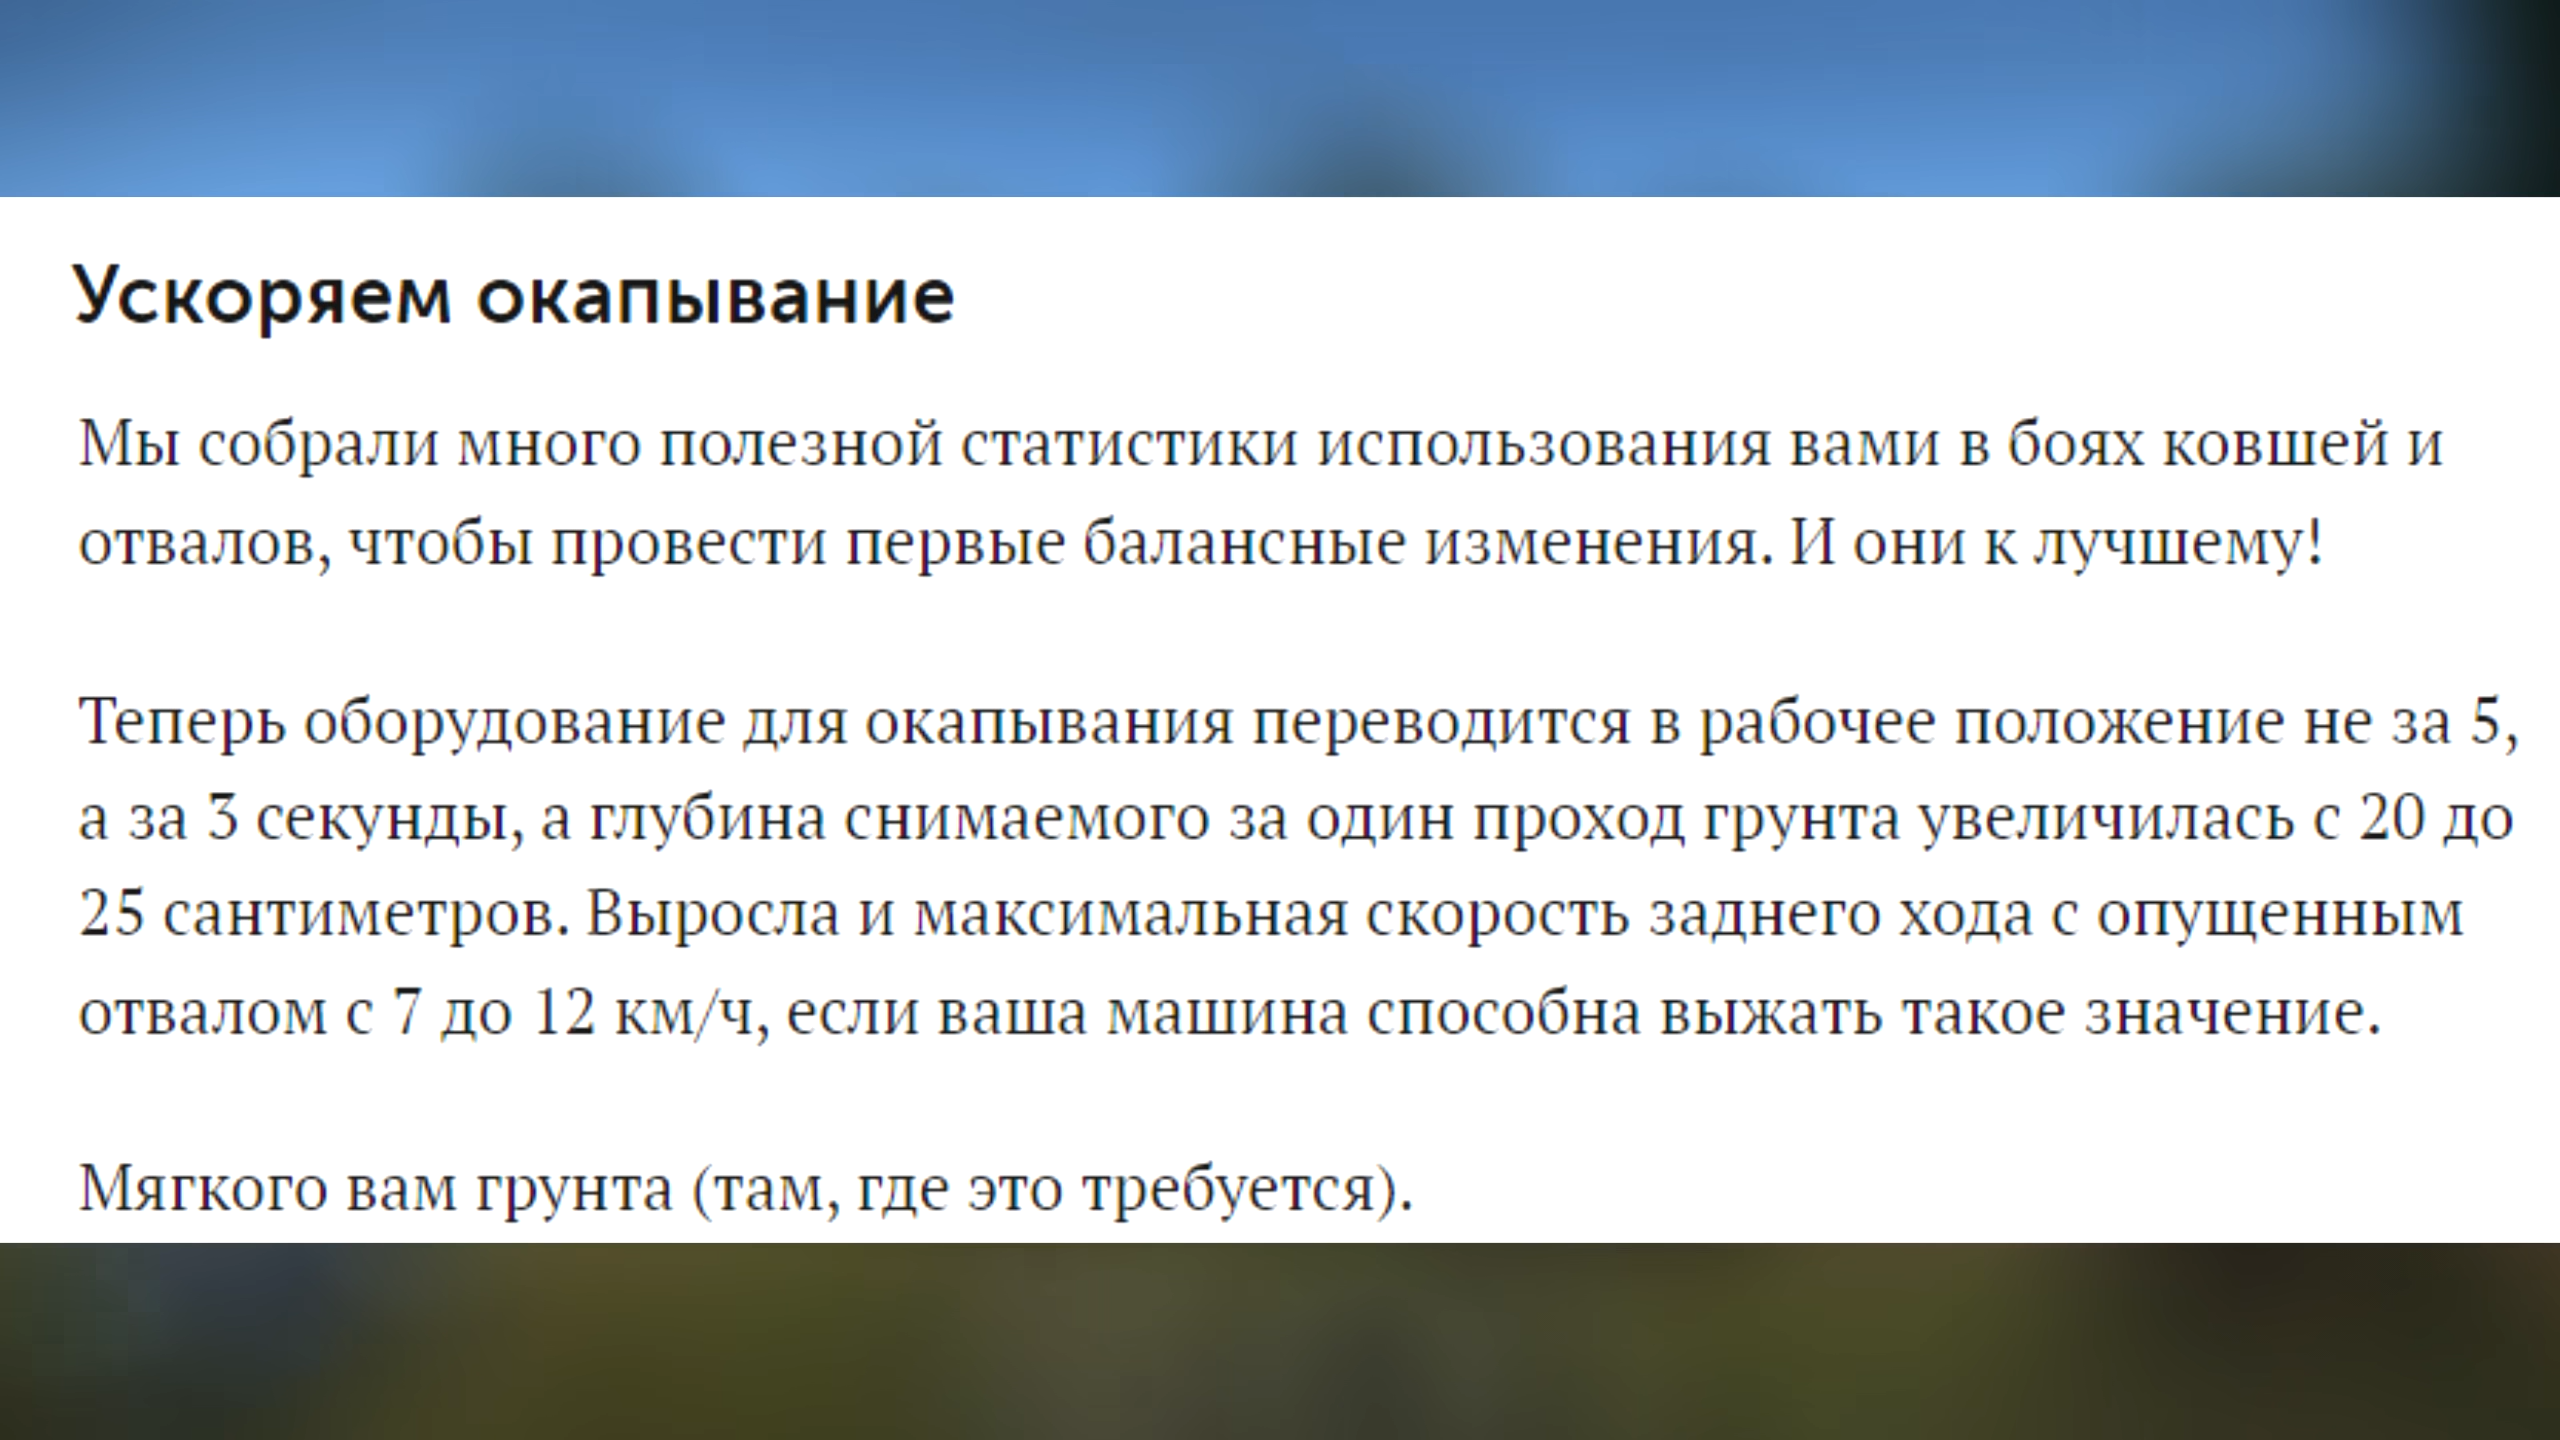 Ускоряем окапывание
Мы собрали много полезной статистики использования вами в боях ковшей и
отвалов, чтобы провести первые балансные изменения. И они к лучшему!
Теперь оборудование для окапывания переводится в рабочее положение не за 5,
а за 3 секунды, а глубина снимаемого за один проход грунта увеличилась с 20 до
25 сантиметров. Выросла и максимальная скорость заднего хода с опущенным
отвалом с 7 до 12 км/ч, если ваша машина способна выжать такое значение.
Мягкого вам грунта (там, где это требуется).